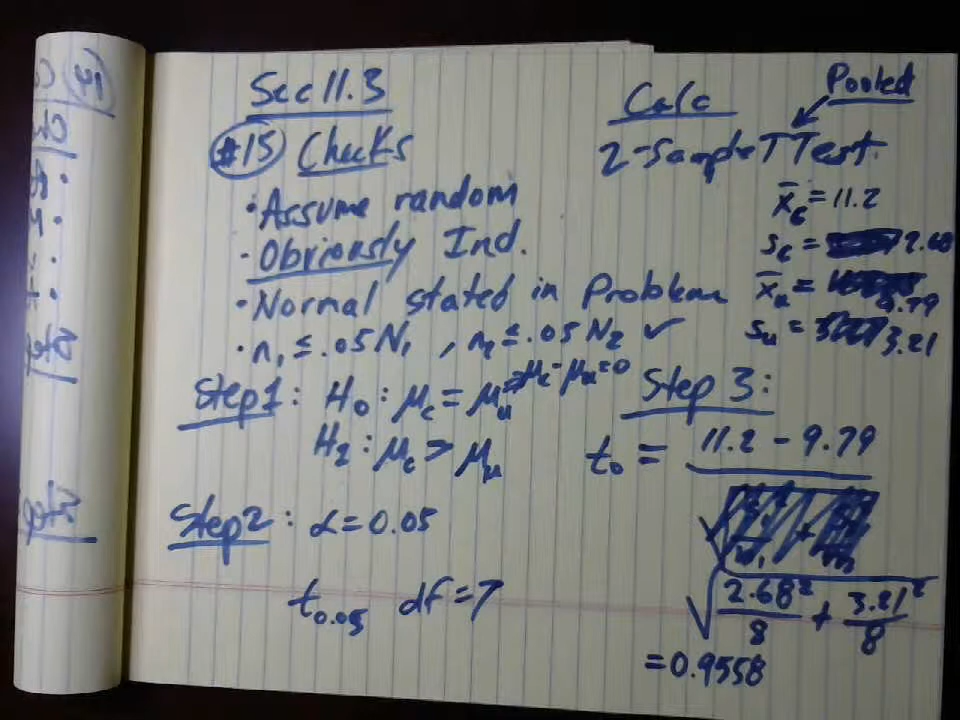 Sec 11.3
#15 Checks
• Assume random
• Obviously Ind.
• Normal stated in Problem
• n₁ ≤ .05N₁ , n₂ ≤ .05N₂ ✓
Step 1 : H₀ : μc = μu = μc - μu = 0
H₂ : μc > μu
Step 2 : α = 0.05
t₀.₀₅ df = 7
Calc
Pooled
2-Sample T Test
x̄c = 11.2
sc = 2.68
x̄u = 9.79
su = 3.21
Step 3 :
t₀ = 11.2 - 9.79
√ 2.68²/8 + 3.21²/8
= 0.9558